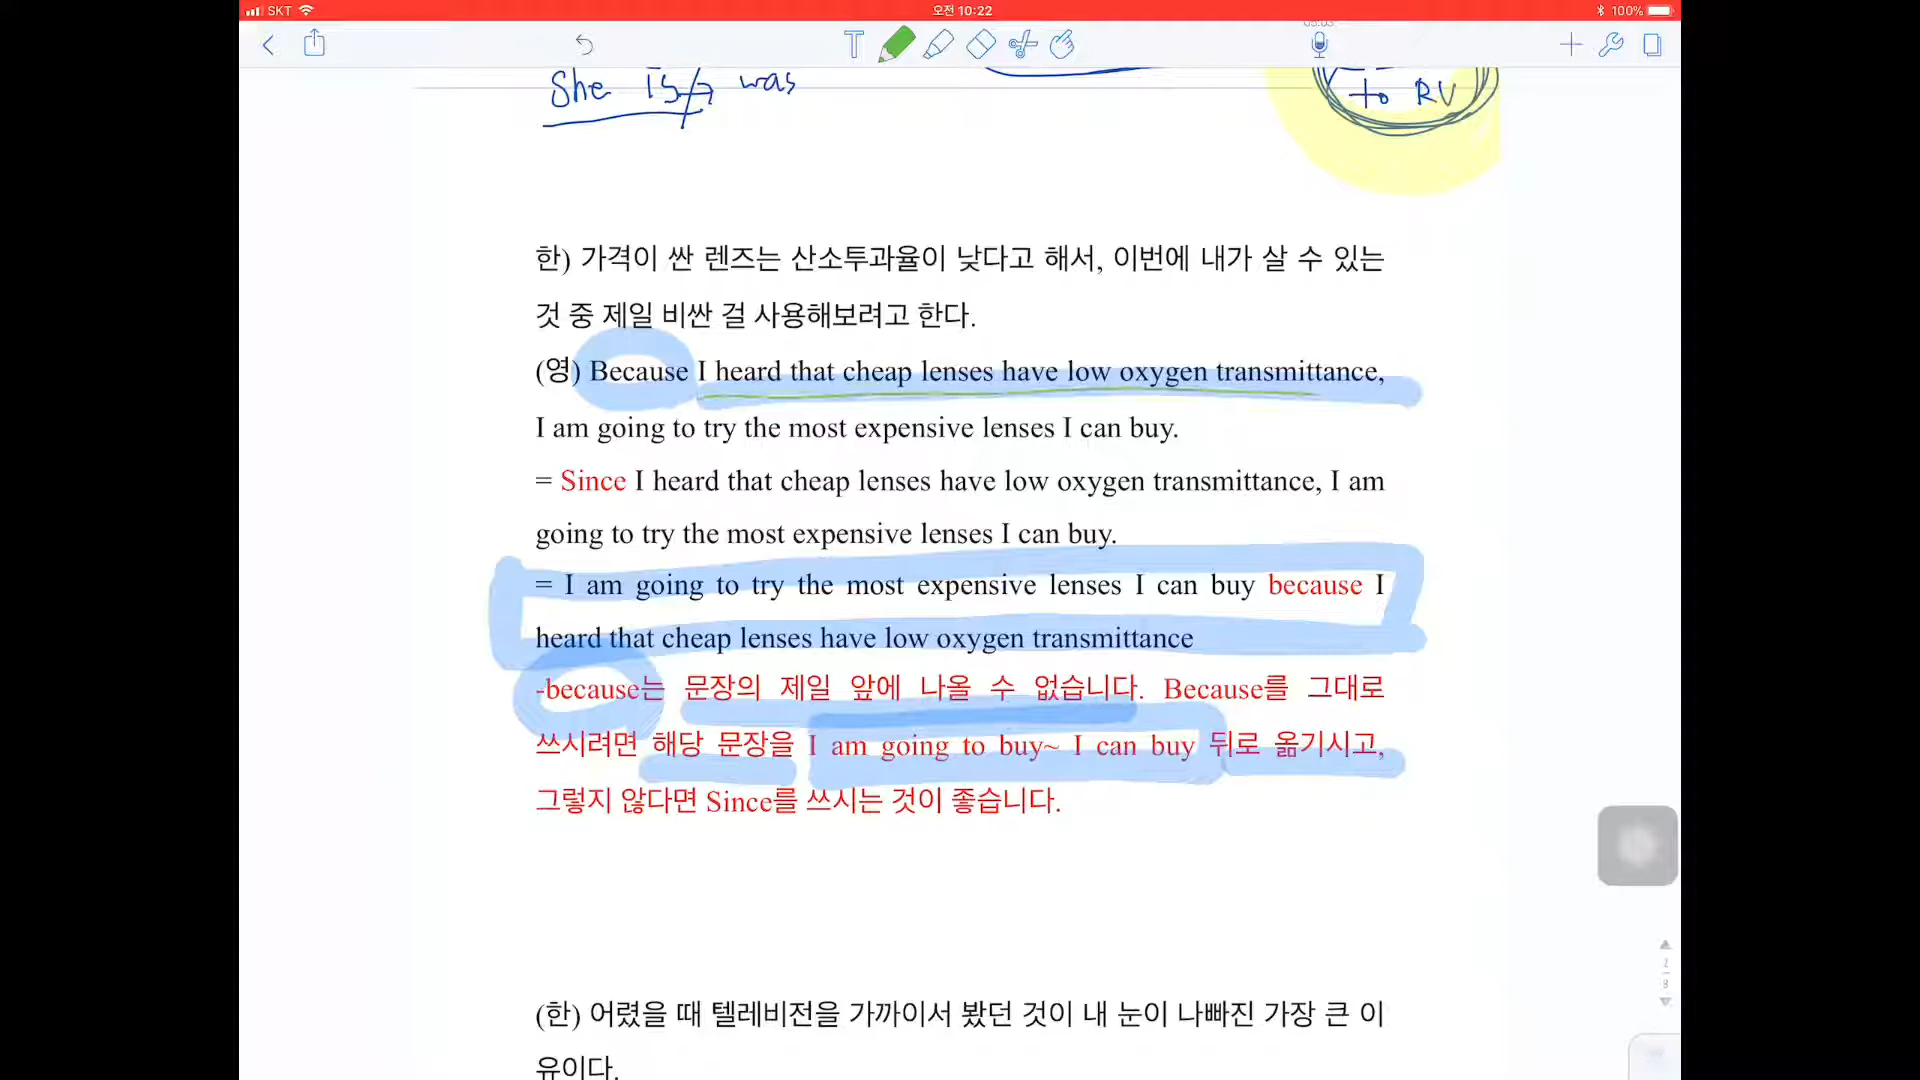 SKT
오전 10:22
100%
She is was
to RV
한) 가격이 싼 렌즈는 산소투과율이 낮다고 해서, 이번에 내가 살 수 있는
것 중 제일 비싼 걸 사용해보려고 한다.
(영) Because I heard that cheap lenses have low oxygen transmittance,
I am going to try the most expensive lenses I can buy.
= Since I heard that cheap lenses have low oxygen transmittance, I am
going to try the most expensive lenses I can buy.
= I am going to try the most expensive lenses I can buy because I
heard that cheap lenses have low oxygen transmittance
-because는 문장의 제일 앞에 나올 수 없습니다. Because를 그대로
쓰시려면 해당 문장을 I am going to buy~ I can buy 뒤로 옮기시고,
그렇지 않다면 Since를 쓰시는 것이 좋습니다.
2
8
(한) 어렸을 때 텔레비전을 가까이서 봤던 것이 내 눈이 나빠진 가장 큰 이
유이다.